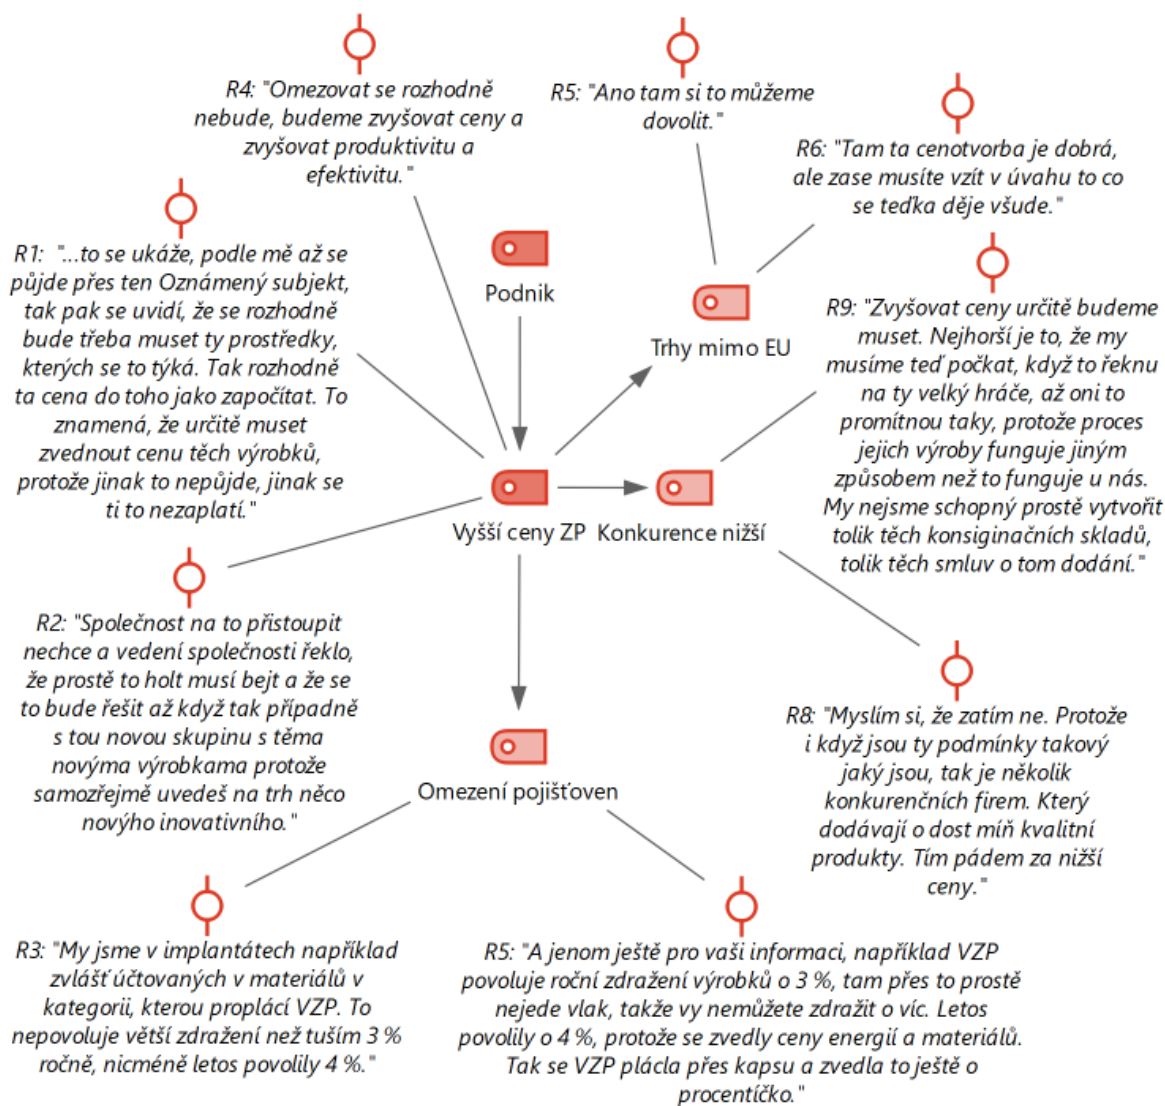 R4: "Omezovat se rozhodně
nebude, budeme zvyšovat ceny a
zvyšovat produktivitu a
efektivitu."
R5: "Ano tam si to můžeme
dovolit."
R6: "Tam ta cenotvorba je dobrá,
ale zase musíte vzít v úvahu to co
se teďka děje všude."
R1: "...to se ukáže, podle mě až se
půjde přes ten Oznámený subjekt,
tak pak se uvidí, že se rozhodně
bude třeba muset ty prostředky,
kterých se to týká. Tak rozhodně
ta cena do toho jako započítat. To
znamená, že určitě muset
zvednout cenu těch výrobků,
protože jinak to nepůjde, jinak se
ti to nezaplatí."
Podnik
Trhy mimo EU
R9: "Zvyšovat ceny určitě budeme
muset. Nejhorší je to, že my
musíme teď počkat, když to řeknu
na ty velký hráče, až oni to
promítnou taky, protože proces
jejich výroby funguje jiným
způsobem než to funguje u nás.
My nejsme schopný prostě vytvořit
tolik těch konsiginačních skladů,
tolik těch smluv o tom dodání."
Vyšší ceny ZP
Konkurence nižší
R2: "Společnost na to přistoupit
nechce a vedení společnosti řeklo,
že prostě to holt musí bejt a že se
to bude řešit až když tak případně
s tou novou skupinu s těma
novýma výrobkama protože
samozřejmě uvedeš na trh něco
novýho inovativního."
R8: "Myslím si, že zatím ne. Protože
i když jsou ty podmínky takový
jaký jsou, tak je několik
konkurenčních firem. Který
dodávají o dost míň kvalitní
produkty. Tím pádem za nižší
ceny."
Omezení pojišťoven
R3: "My jsme v implantátech například
zvlášť účtovaných v materiálů v
kategorii, kterou proplácí VZP. To
nepovoluje větší zdražení než tuším 3 %
ročně, nicméně letos povolily 4 %."
R5: "A jenom ještě pro vaši informaci, například VZP
povoluje roční zdražení výrobků o 3 %, tam přes to prostě
nejede vlak, takže vy nemůžete zdražit o víc. Letos
povolily o 4 %, protože se zvedly ceny energií a materiálů.
Tak se VZP plácla přes kapsu a zvedla to ještě o
procentíčko."